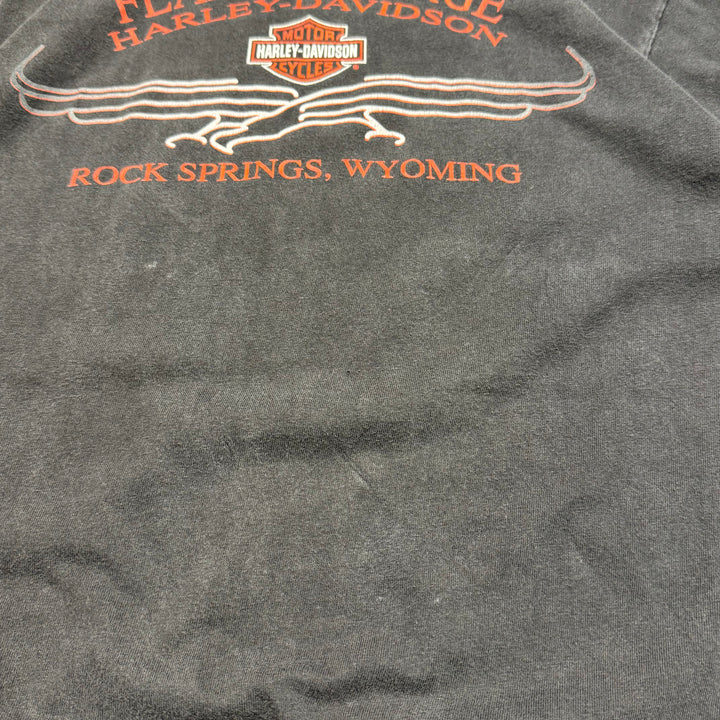 HARLEY-DAVIDSON
MOTOR
HARLEY-DAVIDSON
CYCLES
®
ROCK SPRINGS, WYOMING